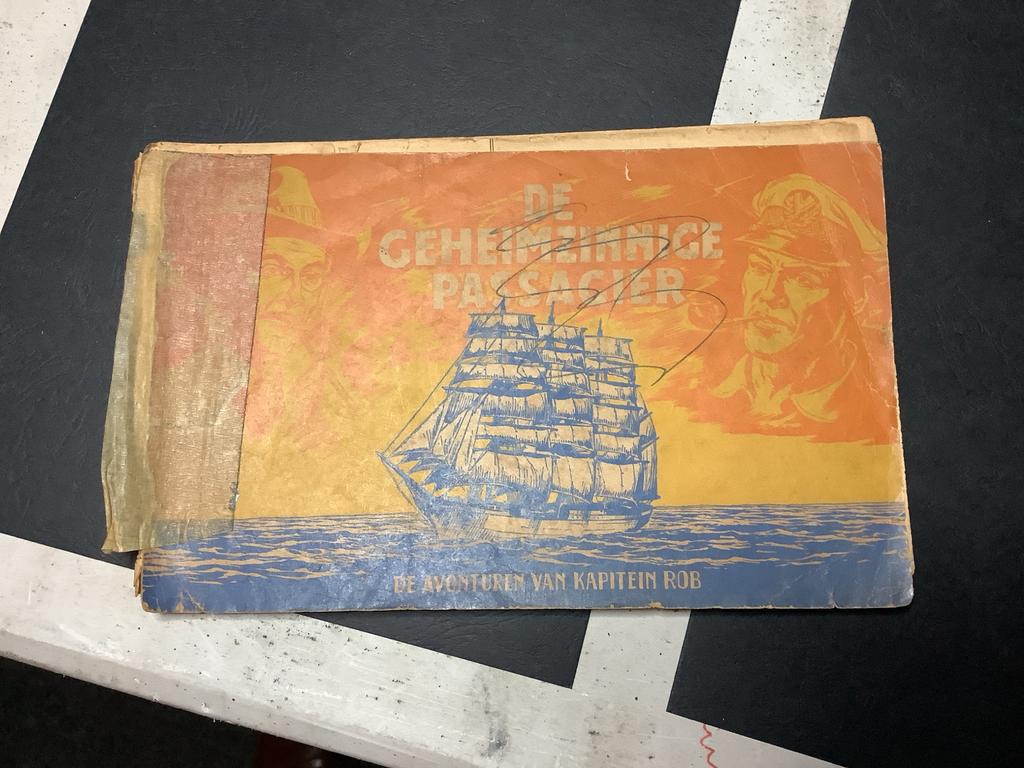 DE
GEHEIMZINNIGE
PASSAGIER
DE AVONTUREN VAN KAPITEIN ROB